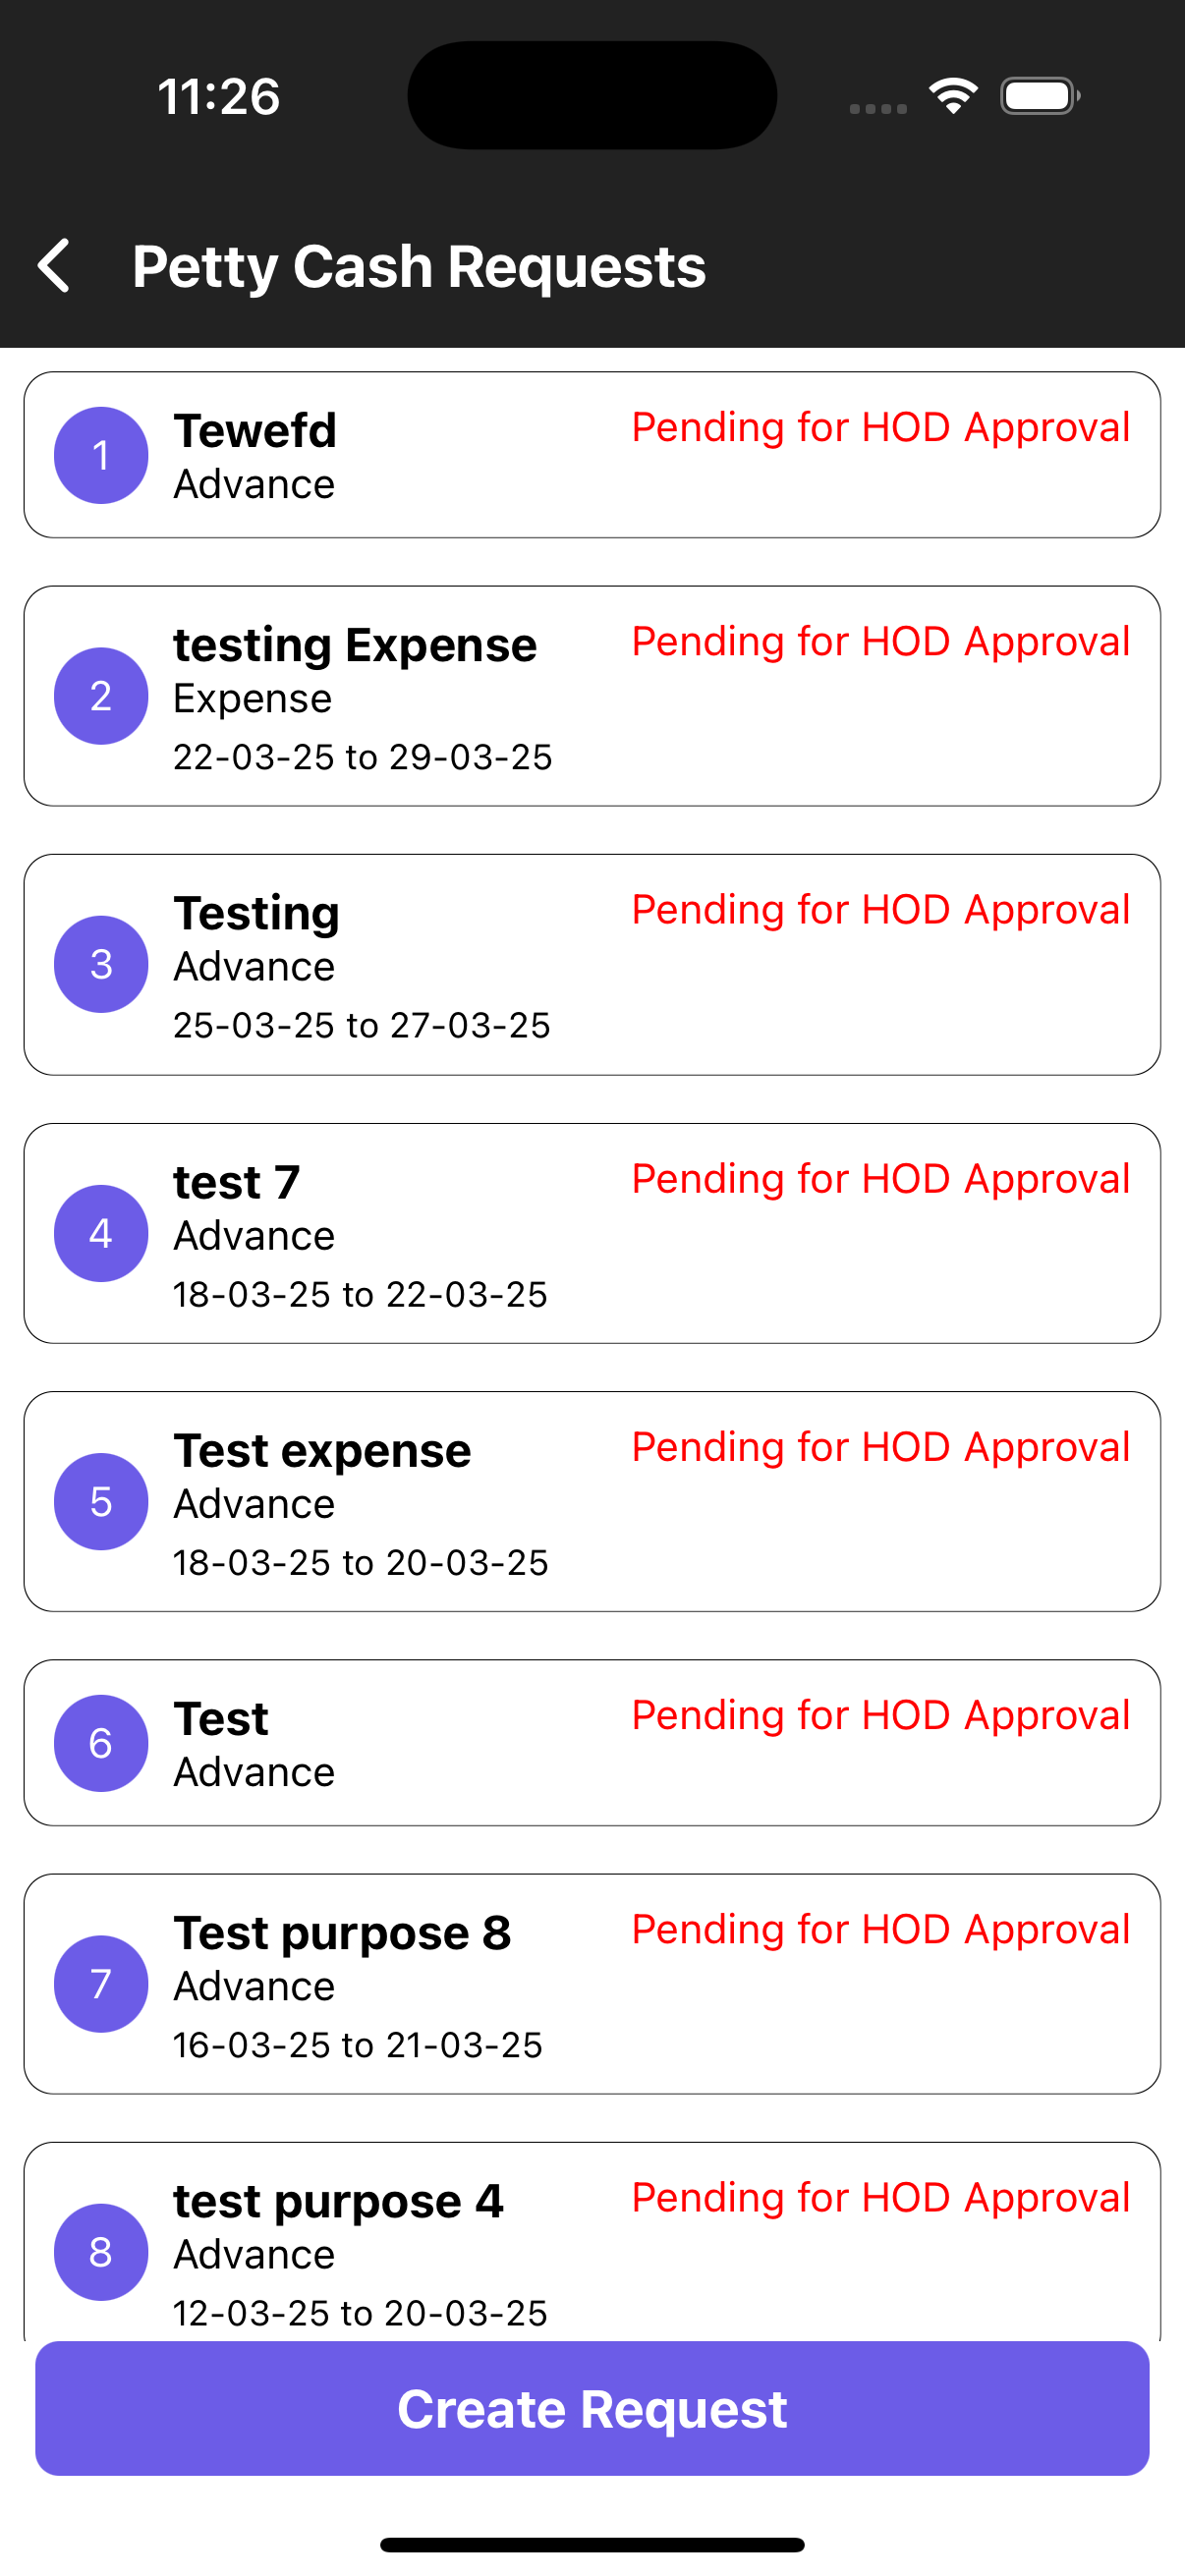 11:26
Petty Cash Requests
1
Tewefd
Pending for HOD Approval
Advance
2
testing Expense
Pending for HOD Approval
Expense
22-03-25 to 29-03-25
3
Testing
Pending for HOD Approval
Advance
25-03-25 to 27-03-25
4
test 7
Pending for HOD Approval
Advance
18-03-25 to 22-03-25
5
Test expense
Pending for HOD Approval
Advance
18-03-25 to 20-03-25
6
Test
Pending for HOD Approval
Advance
7
Test purpose 8
Pending for HOD Approval
Advance
16-03-25 to 21-03-25
8
test purpose 4
Pending for HOD Approval
Advance
12-03-25 to 20-03-25
Create Request